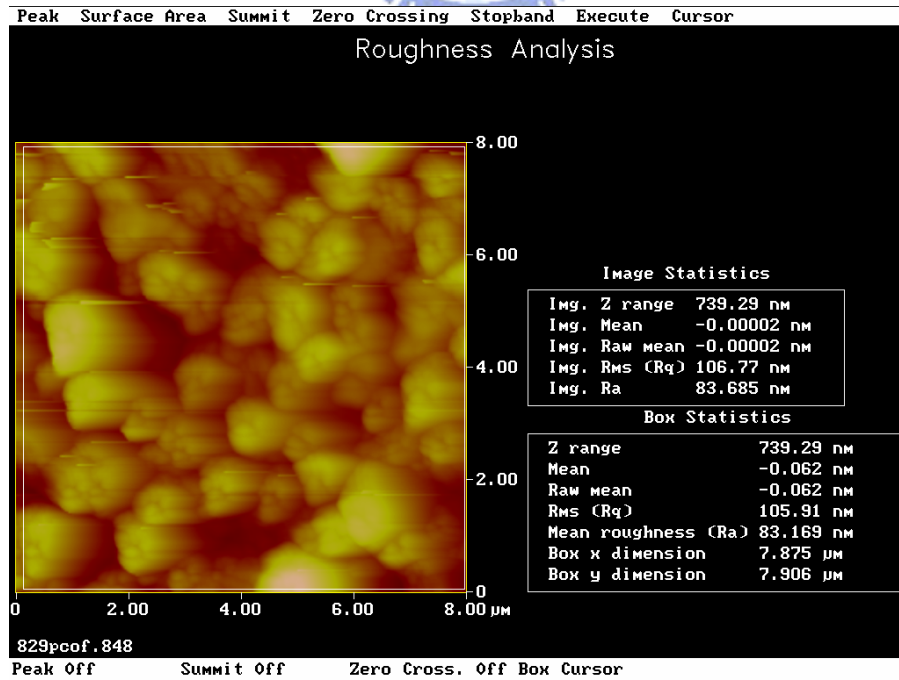 Peak Surface Area Summit Zero Crossing Stopband Execute Cursor
Roughness Analysis
8.00
6.00
4.00
2.00
0
0 2.00 4.00 6.00 8.00 µm
Image Statistics
Img. Z range 739.29 nm
Img. Mean -0.00002 nm
Img. Raw mean -0.00002 nm
Img. Rms (Rq) 106.77 nm
Img. Ra 83.685 nm
Box Statistics
Z range 739.29 nm
Mean -0.062 nm
Raw mean -0.062 nm
Rms (Rq) 105.91 nm
Mean roughness (Ra) 83.169 nm
Box x dimension 7.875 µm
Box y dimension 7.906 µm
829pcof.848
Peak Off Summit Off Zero Cross. Off Box Cursor